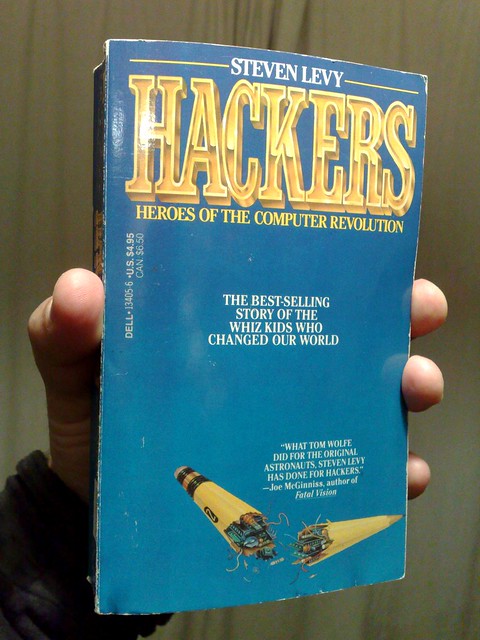 STEVEN LEVY
HACKERS
HEROES OF THE COMPUTER REVOLUTION
DELL • 13405-6 • U.S. $4.95
CAN $6.50
THE BEST-SELLING
STORY OF THE
WHIZ KIDS WHO
CHANGED OUR WORLD
"WHAT TOM WOLFE
DID FOR THE ORIGINAL
ASTRONAUTS, STEVEN LEVY
HAS DONE FOR HACKERS."
—Joe McGinniss, author of
Fatal Vision
2